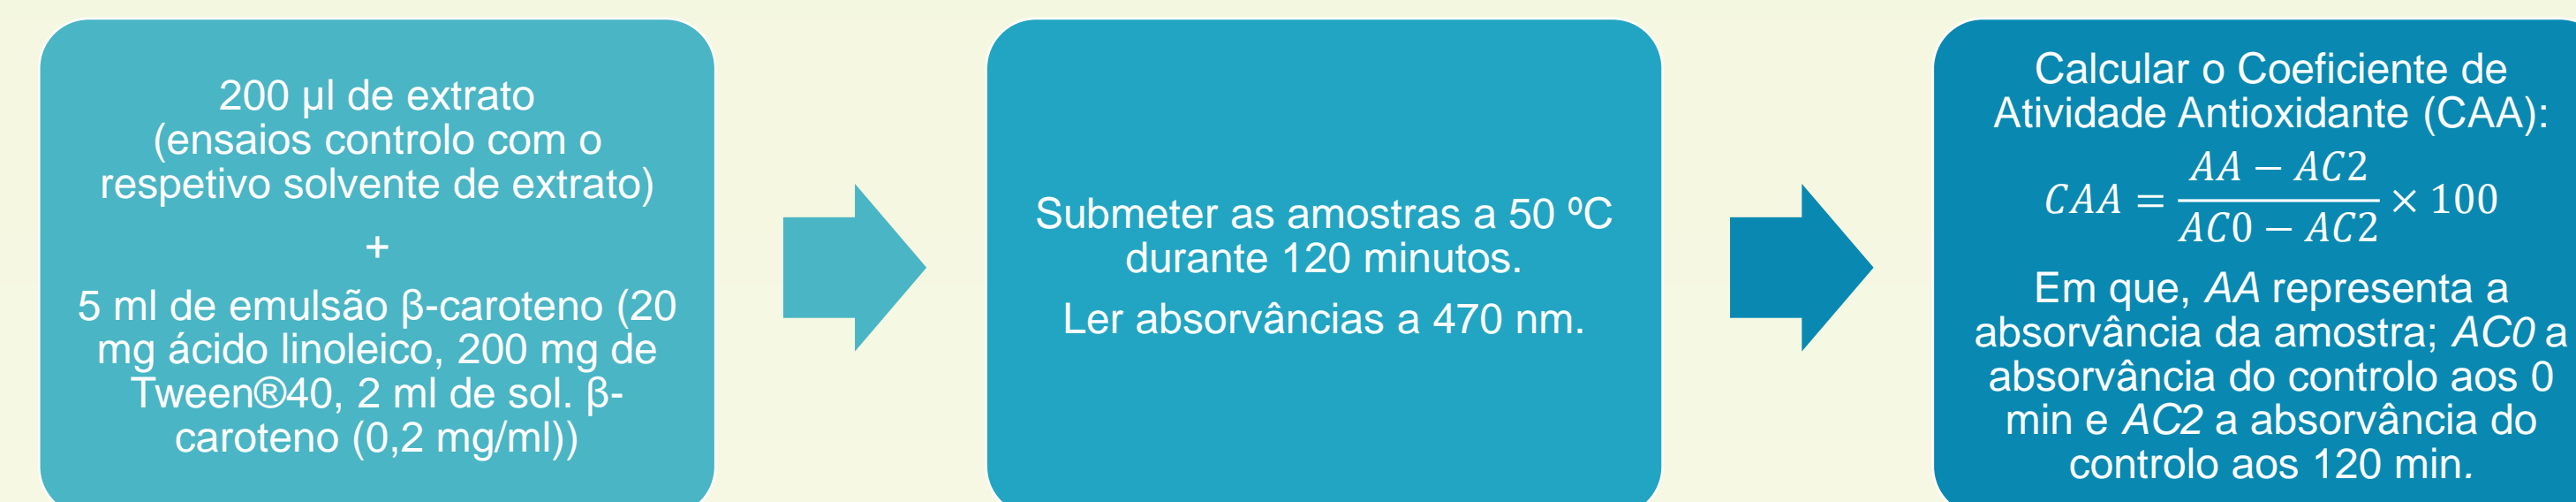 200 µl de extrato
(ensaios controlo com o
respetivo solvente de extrato)
+
5 ml de emulsão β-caroteno (20
mg ácido linoleico, 200 mg de
Tween®40, 2 ml de sol. β-
caroteno (0,2 mg/ml))
Submeter as amostras a 50 ºC
durante 120 minutos.
Ler absorvâncias a 470 nm.
Calcular o Coeficiente de
Atividade Antioxidante (CAA):
CAA = (AA − AC2) / (AC0 − AC2) × 100
Em que, AA representa a
absorvância da amostra; AC0 a
absorvância do controlo aos 0
min e AC2 a absorvância do
controlo aos 120 min.